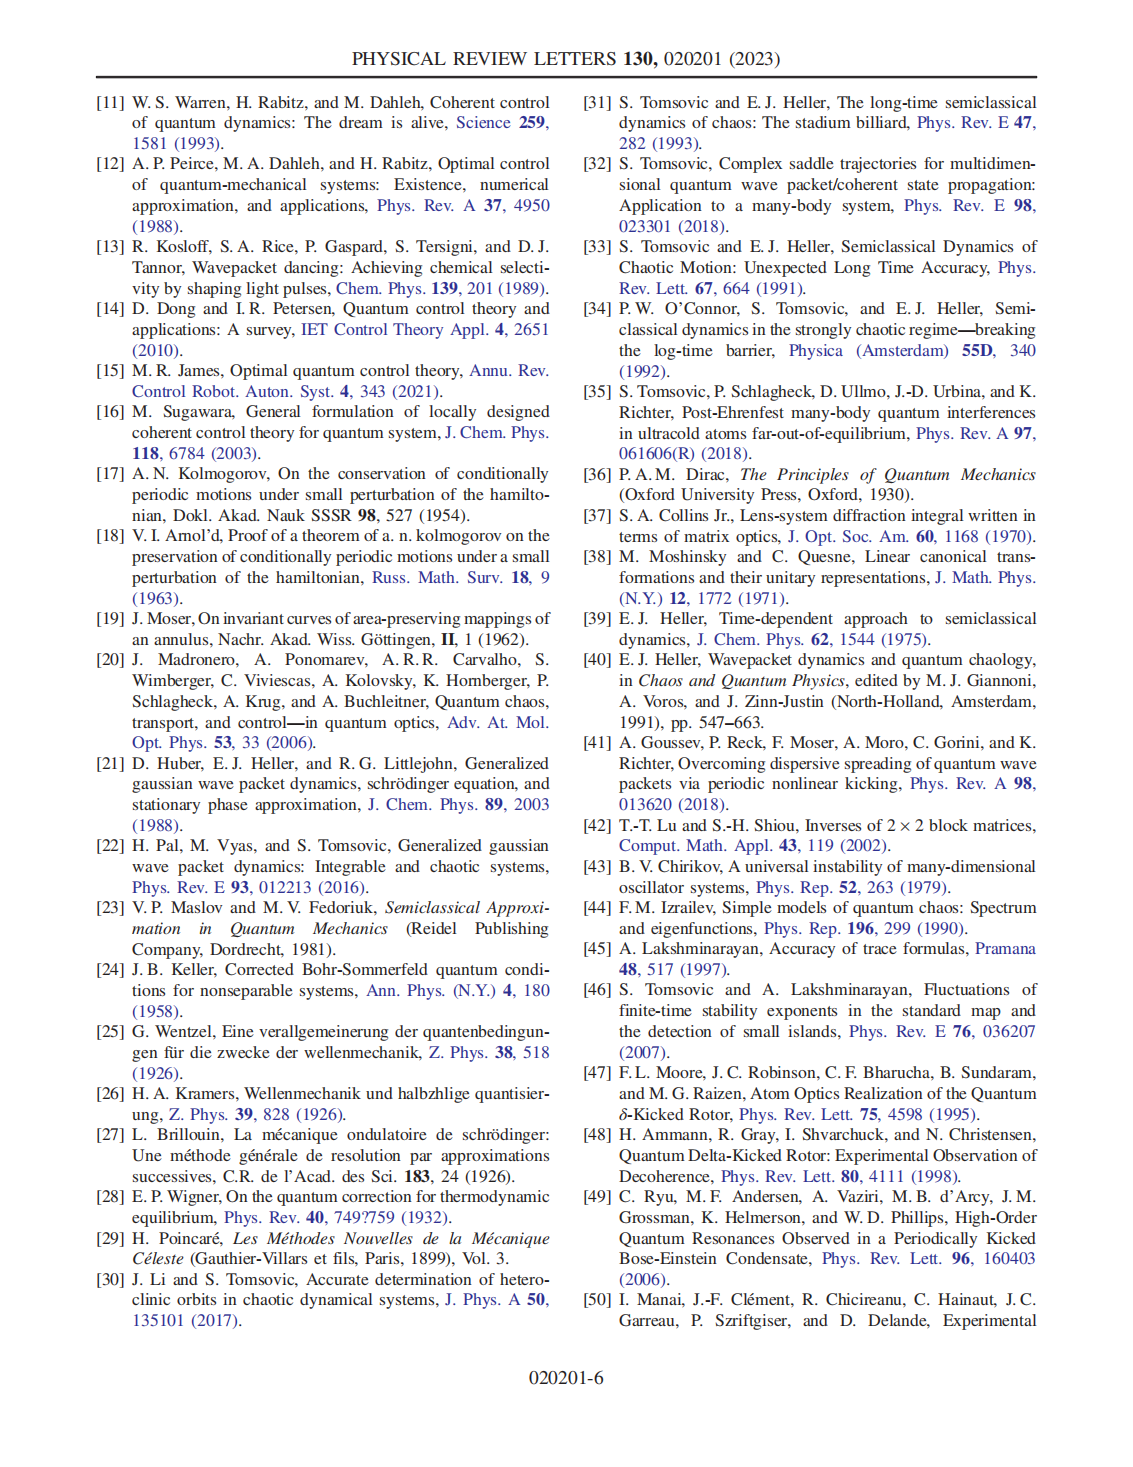 PHYSICAL REVIEW LETTERS 130, 020201 (2023)
[11] W. S. Warren, H. Rabitz, and M. Dahleh, Coherent control
of quantum dynamics: The dream is alive, Science 259,
1581 (1993).
[12] A. P. Peirce, M. A. Dahleh, and H. Rabitz, Optimal control
of quantum-mechanical systems: Existence, numerical
approximation, and applications, Phys. Rev. A 37, 4950
(1988).
[13] R. Kosloff, S. A. Rice, P. Gaspard, S. Tersigni, and D. J.
Tannor, Wavepacket dancing: Achieving chemical selecti-
vity by shaping light pulses, Chem. Phys. 139, 201 (1989).
[14] D. Dong and I. R. Petersen, Quantum control theory and
applications: A survey, IET Control Theory Appl. 4, 2651
(2010).
[15] M. R. James, Optimal quantum control theory, Annu. Rev.
Control Robot. Auton. Syst. 4, 343 (2021).
[16] M. Sugawara, General formulation of locally designed
coherent control theory for quantum system, J. Chem. Phys.
118, 6784 (2003).
[17] A. N. Kolmogorov, On the conservation of conditionally
periodic motions under small perturbation of the hamilto-
nian, Dokl. Akad. Nauk SSSR 98, 527 (1954).
[18] V. I. Arnol'd, Proof of a theorem of a. n. kolmogorov on the
preservation of conditionally periodic motions under a small
perturbation of the hamiltonian, Russ. Math. Surv. 18, 9
(1963).
[19] J. Moser, On invariant curves of area-preserving mappings of
an annulus, Nachr. Akad. Wiss. Göttingen, II, 1 (1962).
[20] J. Madronero, A. Ponomarev, A. R. R. Carvalho, S.
Wimberger, C. Viviescas, A. Kolovsky, K. Hornberger, P.
Schlagheck, A. Krug, and A. Buchleitner, Quantum chaos,
transport, and control—in quantum optics, Adv. At. Mol.
Opt. Phys. 53, 33 (2006).
[21] D. Huber, E. J. Heller, and R. G. Littlejohn, Generalized
gaussian wave packet dynamics, schrödinger equation, and
stationary phase approximation, J. Chem. Phys. 89, 2003
(1988).
[22] H. Pal, M. Vyas, and S. Tomsovic, Generalized gaussian
wave packet dynamics: Integrable and chaotic systems,
Phys. Rev. E 93, 012213 (2016).
[23] V. P. Maslov and M. V. Fedoriuk, Semiclassical Approxi-
mation in Quantum Mechanics (Reidel Publishing
Company, Dordrecht, 1981).
[24] J. B. Keller, Corrected Bohr-Sommerfeld quantum condi-
tions for nonseparable systems, Ann. Phys. (N.Y.) 4, 180
(1958).
[25] G. Wentzel, Eine verallgemeinerung der quantenbedingun-
gen für die zwecke der wellenmechanik, Z. Phys. 38, 518
(1926).
[26] H. A. Kramers, Wellenmechanik und halbzhlige quantisier-
ung, Z. Phys. 39, 828 (1926).
[27] L. Brillouin, La mécanique ondulatoire de schrödinger:
Une méthode générale de resolution par approximations
successives, C.R. de l'Acad. des Sci. 183, 24 (1926).
[28] E. P. Wigner, On the quantum correction for thermodynamic
equilibrium, Phys. Rev. 40, 749?759 (1932).
[29] H. Poincaré, Les Méthodes Nouvelles de la Mécanique
Céleste (Gauthier-Villars et fils, Paris, 1899), Vol. 3.
[30] J. Li and S. Tomsovic, Accurate determination of hetero-
clinic orbits in chaotic dynamical systems, J. Phys. A 50,
135101 (2017).
[31] S. Tomsovic and E. J. Heller, The long-time semiclassical
dynamics of chaos: The stadium billiard, Phys. Rev. E 47,
282 (1993).
[32] S. Tomsovic, Complex saddle trajectories for multidimen-
sional quantum wave packet/coherent state propagation:
Application to a many-body system, Phys. Rev. E 98,
023301 (2018).
[33] S. Tomsovic and E. J. Heller, Semiclassical Dynamics of
Chaotic Motion: Unexpected Long Time Accuracy, Phys.
Rev. Lett. 67, 664 (1991).
[34] P. W. O'Connor, S. Tomsovic, and E. J. Heller, Semi-
classical dynamics in the strongly chaotic regime—breaking
the log-time barrier, Physica (Amsterdam) 55D, 340
(1992).
[35] S. Tomsovic, P. Schlagheck, D. Ullmo, J.-D. Urbina, and K.
Richter, Post-Ehrenfest many-body quantum interferences
in ultracold atoms far-out-of-equilibrium, Phys. Rev. A 97,
061606(R) (2018).
[36] P. A. M. Dirac, The Principles of Quantum Mechanics
(Oxford University Press, Oxford, 1930).
[37] S. A. Collins Jr., Lens-system diffraction integral written in
terms of matrix optics, J. Opt. Soc. Am. 60, 1168 (1970).
[38] M. Moshinsky and C. Quesne, Linear canonical trans-
formations and their unitary representations, J. Math. Phys.
(N.Y.) 12, 1772 (1971).
[39] E. J. Heller, Time-dependent approach to semiclassical
dynamics, J. Chem. Phys. 62, 1544 (1975).
[40] E. J. Heller, Wavepacket dynamics and quantum chaology,
in Chaos and Quantum Physics, edited by M. J. Giannoni,
A. Voros, and J. Zinn-Justin (North-Holland, Amsterdam,
1991), pp. 547–663.
[41] A. Goussev, P. Reck, F. Moser, A. Moro, C. Gorini, and K.
Richter, Overcoming dispersive spreading of quantum wave
packets via periodic nonlinear kicking, Phys. Rev. A 98,
013620 (2018).
[42] T.-T. Lu and S.-H. Shiou, Inverses of 2 × 2 block matrices,
Comput. Math. Appl. 43, 119 (2002).
[43] B. V. Chirikov, A universal instability of many-dimensional
oscillator systems, Phys. Rep. 52, 263 (1979).
[44] F. M. Izrailev, Simple models of quantum chaos: Spectrum
and eigenfunctions, Phys. Rep. 196, 299 (1990).
[45] A. Lakshminarayan, Accuracy of trace formulas, Pramana
48, 517 (1997).
[46] S. Tomsovic and A. Lakshminarayan, Fluctuations of
finite-time stability exponents in the standard map and
the detection of small islands, Phys. Rev. E 76, 036207
(2007).
[47] F. L. Moore, J. C. Robinson, C. F. Bharucha, B. Sundaram,
and M. G. Raizen, Atom Optics Realization of the Quantum
δ-Kicked Rotor, Phys. Rev. Lett. 75, 4598 (1995).
[48] H. Ammann, R. Gray, I. Shvarchuck, and N. Christensen,
Quantum Delta-Kicked Rotor: Experimental Observation of
Decoherence, Phys. Rev. Lett. 80, 4111 (1998).
[49] C. Ryu, M. F. Andersen, A. Vaziri, M. B. d'Arcy, J. M.
Grossman, K. Helmerson, and W. D. Phillips, High-Order
Quantum Resonances Observed in a Periodically Kicked
Bose-Einstein Condensate, Phys. Rev. Lett. 96, 160403
(2006).
[50] I. Manai, J.-F. Clément, R. Chicireanu, C. Hainaut, J. C.
Garreau, P. Szriftgiser, and D. Delande, Experimental
020201-6